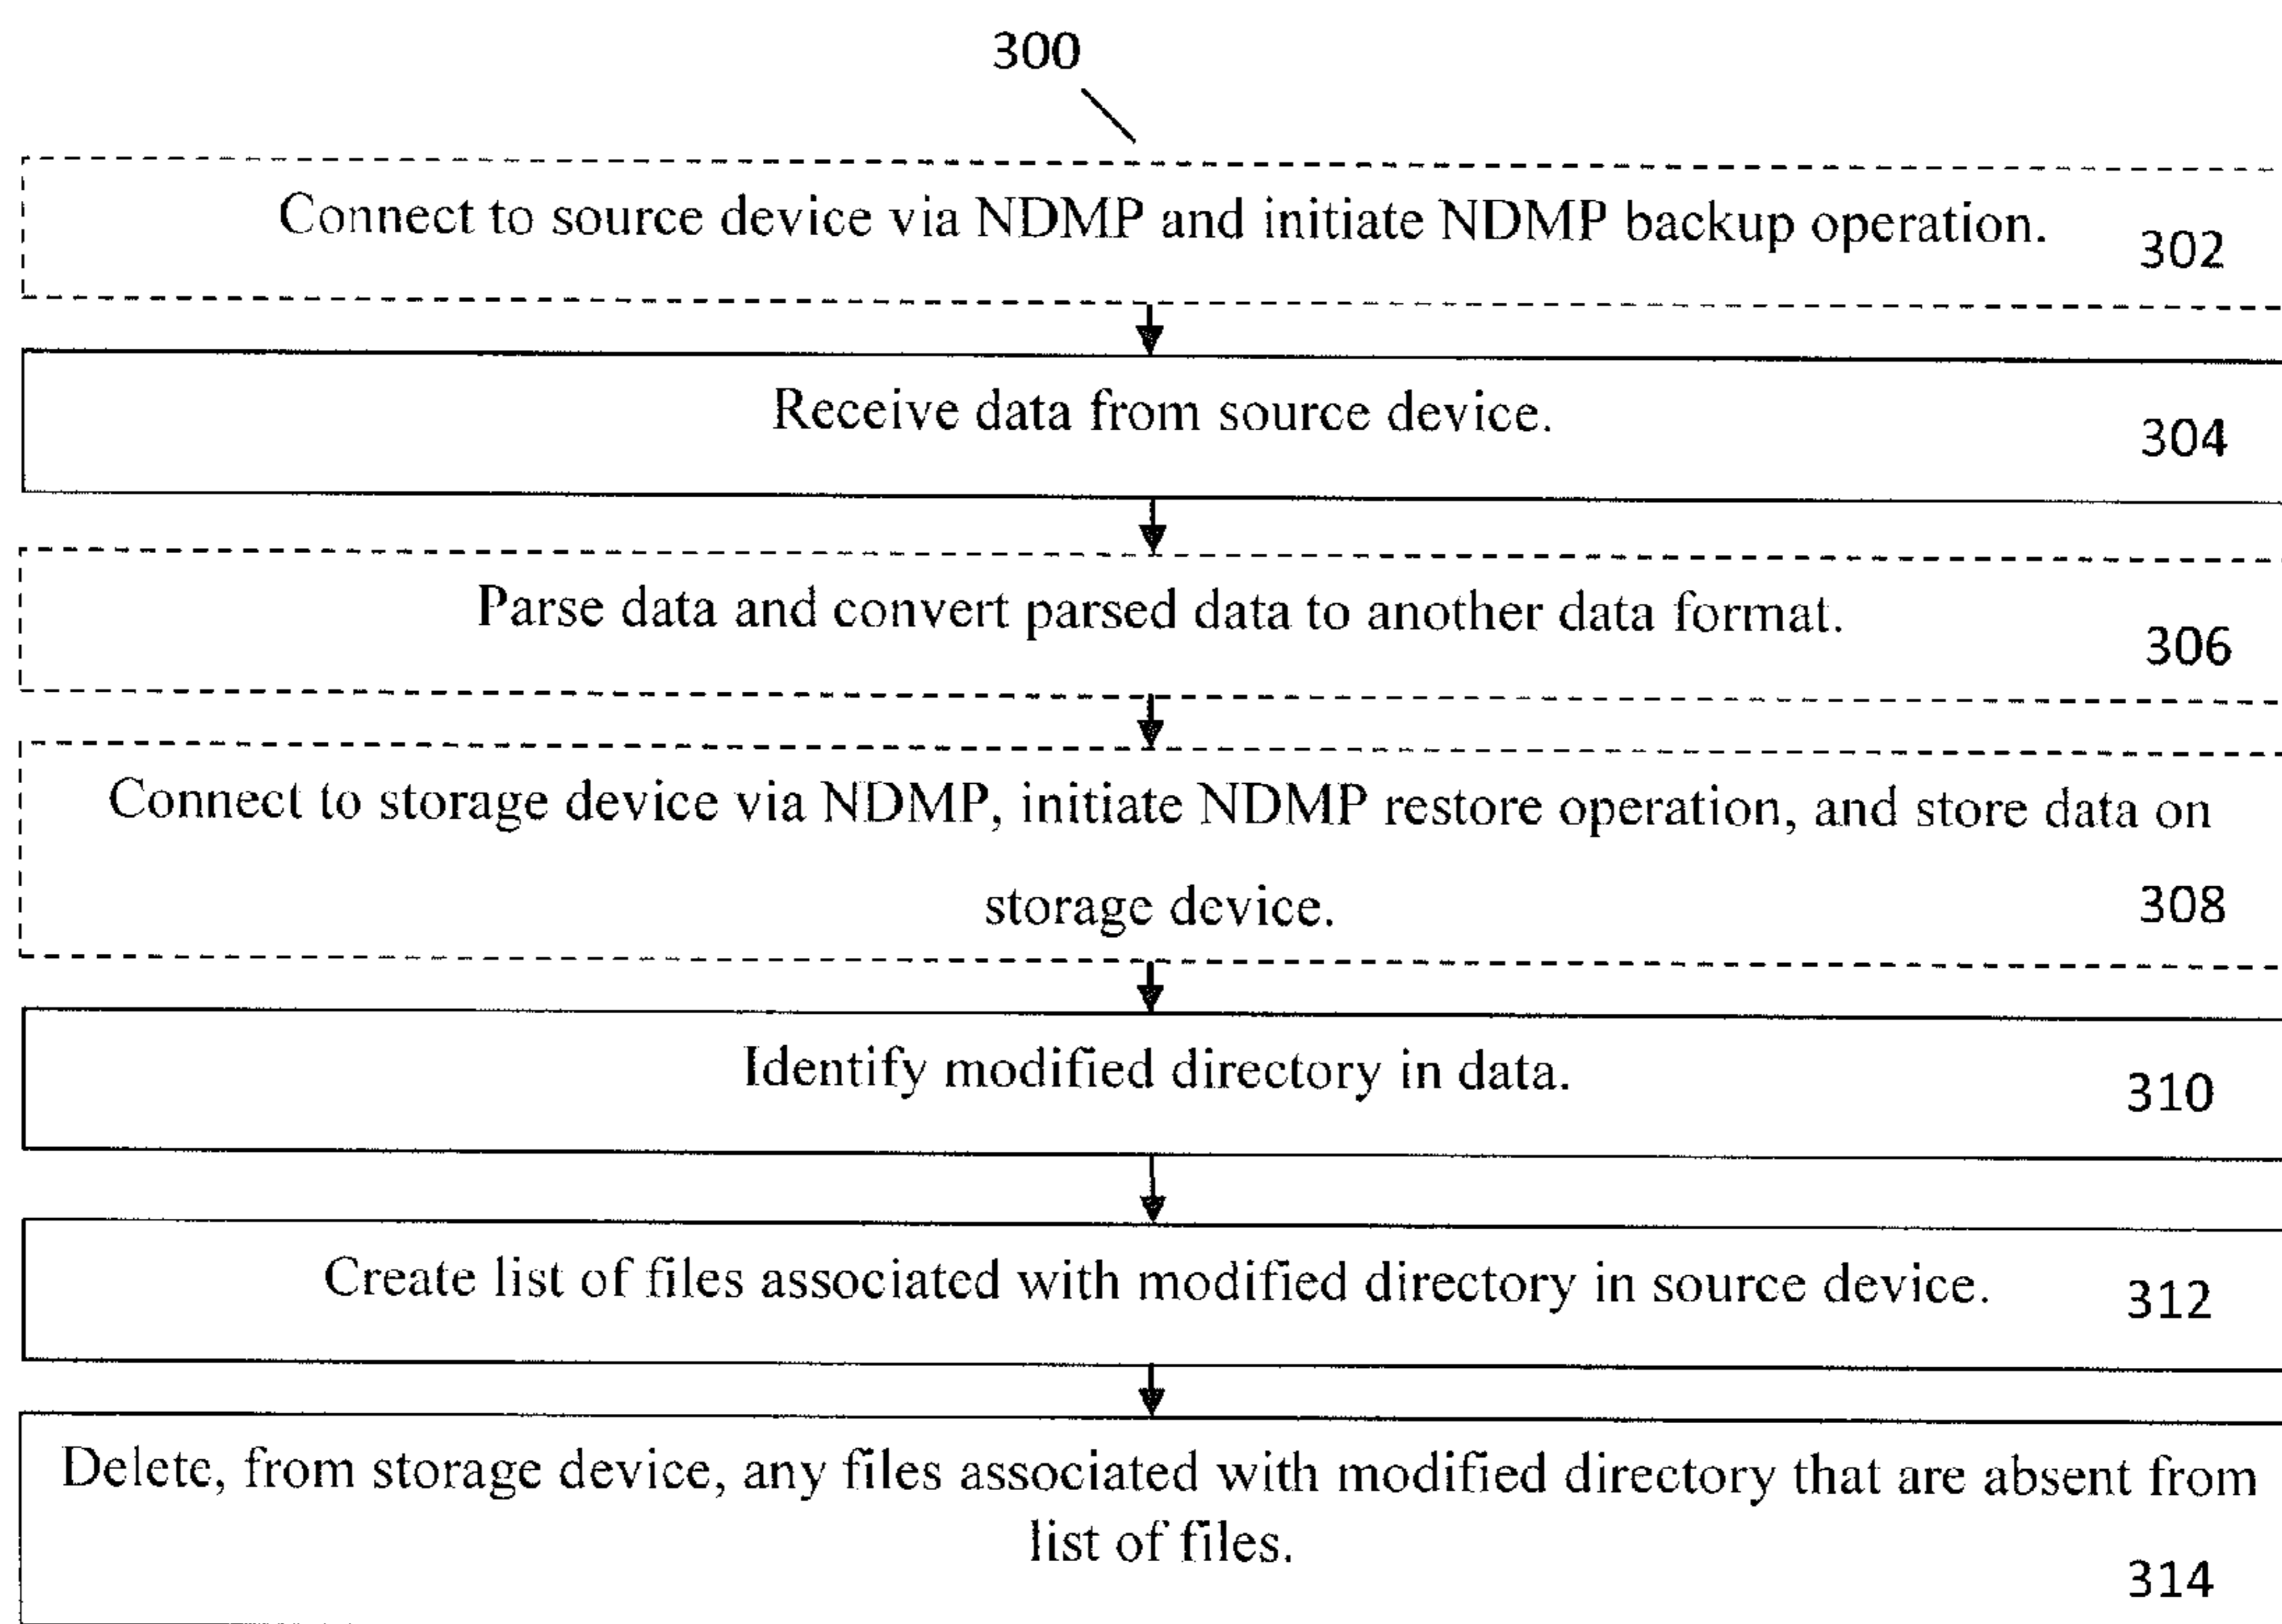 300
Connect to source device via NDMP and initiate NDMP backup operation.
302
Receive data from source device.
304
Parse data and convert parsed data to another data format.
306
Connect to storage device via NDMP, initiate NDMP restore operation, and store data on
storage device.
308
Identify modified directory in data.
310
Create list of files associated with modified directory in source device.
312
Delete, from storage device, any files associated with modified directory that are absent from
list of files.
314